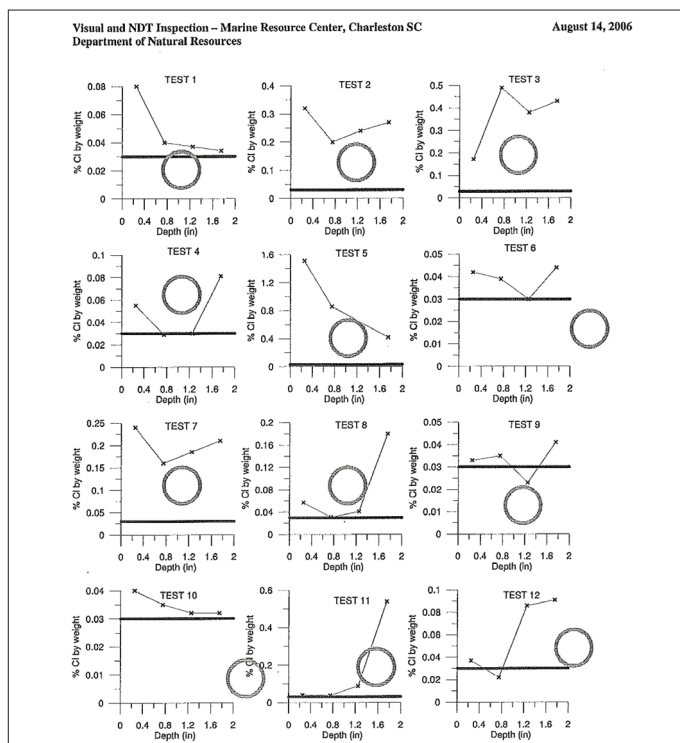 Visual and NDT Inspection – Marine Resource Center, Charleston SC August 14, 2006
Department of Natural Resources
TEST 1
% Cl by weight
0.08
0.06
0.04
0.02
0
0 0.4 0.8 1.2 1.6 2
Depth (in)
TEST 2
% Cl by weight
0.4
0.3
0.2
0.1
0
0 0.4 0.8 1.2 1.6 2
Depth (in)
TEST 3
% Cl by weight
0.5
0.4
0.3
0.2
0.1
0
0 0.4 0.8 1.2 1.6 2
Depth (in)
TEST 4
% Cl by weight
0.1
0.08
0.06
0.04
0.02
0
0 0.4 0.8 1.2 1.6 2
Depth (in)
TEST 5
% Cl by weight
1.6
1.2
0.8
0.4
0
0 0.4 0.8 1.2 1.6 2
Depth (in)
TEST 6
% Cl by weight
0.05
0.04
0.03
0.02
0.01
0
0 0.4 0.8 1.2 1.6 2
Depth (in)
TEST 7
% Cl by weight
0.25
0.2
0.15
0.1
0.05
0
0 0.4 0.8 1.2 1.6 2
Depth (in)
TEST 8
% Cl by weight
0.2
0.16
0.12
0.08
0.04
0
0 0.4 0.8 1.2 1.6 2
Depth (in)
TEST 9
% Cl by weight
0.05
0.04
0.03
0.02
0.01
0
0 0.4 0.8 1.2 1.6 2
Depth (in)
TEST 10
% Cl by weight
0.04
0.03
0.02
0.01
0
0 0.4 0.8 1.2 1.6 2
Depth (in)
TEST 11
% Cl by weight
0.6
0.4
0.2
0
0 0.4 0.8 1.2 1.6 2
Depth (in)
TEST 12
% Cl by weight
0.1
0.08
0.06
0.04
0.02
0
0 0.4 0.8 1.2 1.6 2
Depth (in)